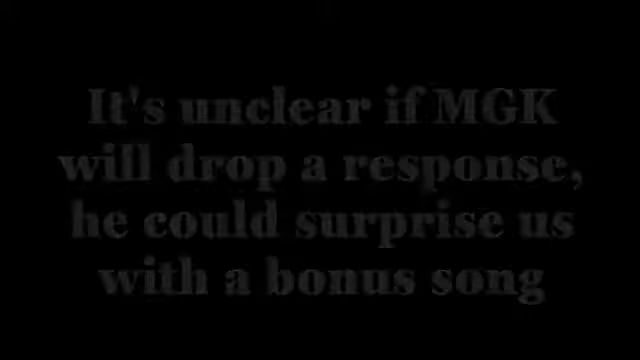 It's unclear if MGK
will drop a response,
he could surprise us
with a bonus song